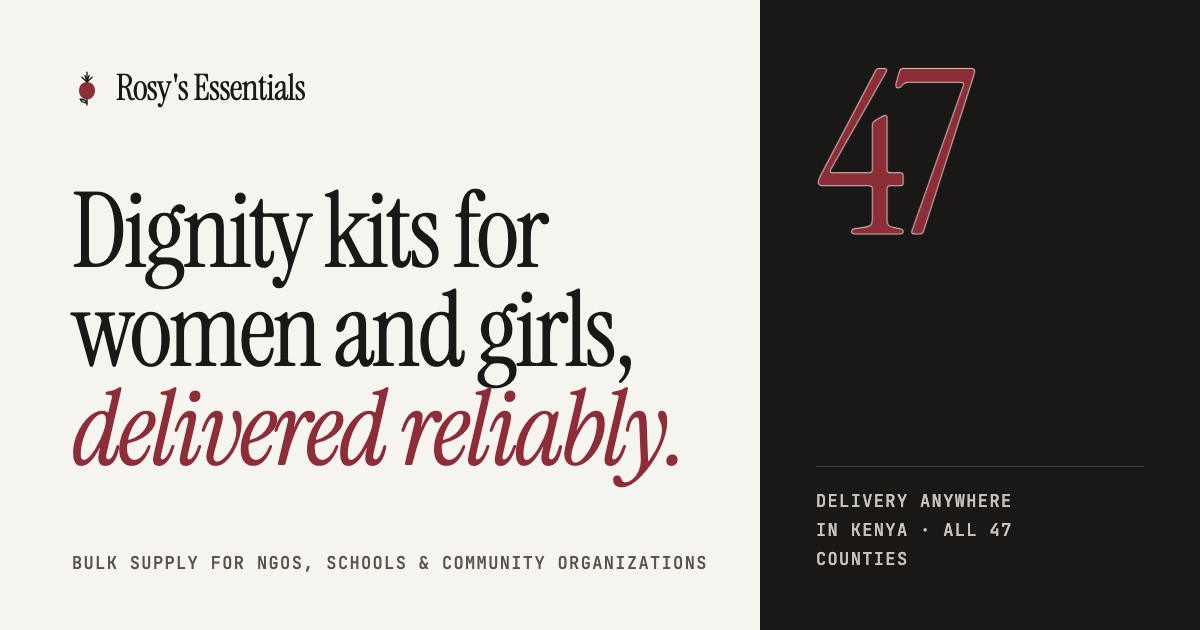 Rosy's Essentials
Dignity kits for
women and girls,
delivered reliably.
BULK SUPPLY FOR NGOS, SCHOOLS & COMMUNITY ORGANIZATIONS
47
DELIVERY ANYWHERE
IN KENYA · ALL 47
COUNTIES